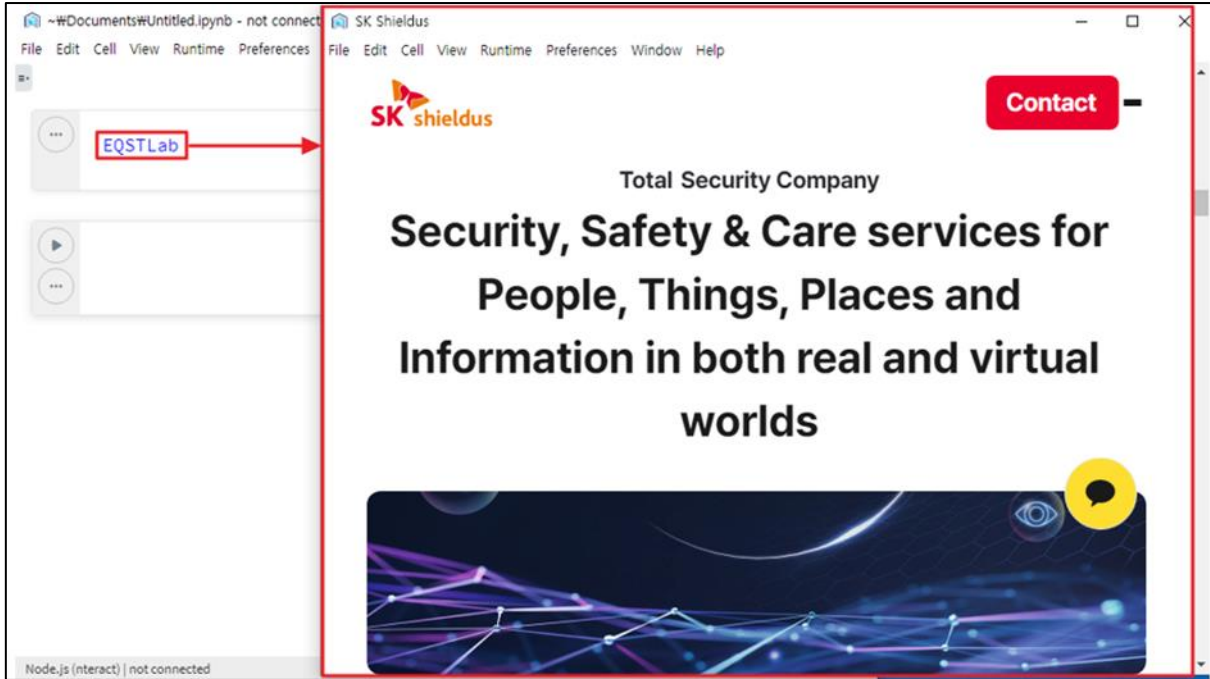 ~₩Documents₩Untitled.ipynb - not connect
File Edit Cell View Runtime Preferences
EQSTLab
Node.js (nteract) | not connected
SK Shieldus
File Edit Cell View Runtime Preferences Window Help
SK shieldus
Contact
Total Security Company
Security, Safety & Care services for
People, Things, Places and
Information in both real and virtual
worlds